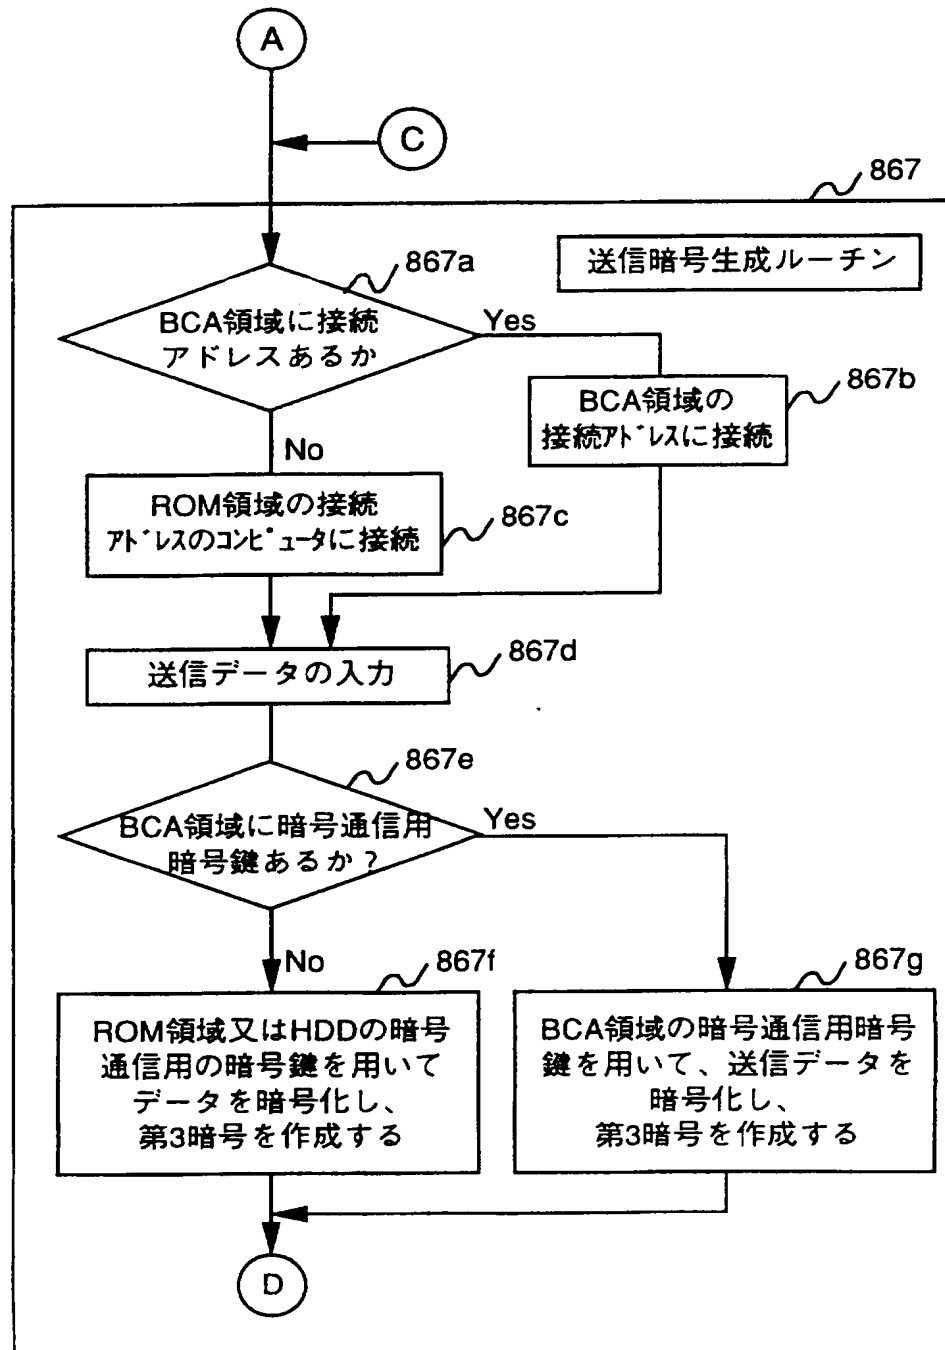 A
C
867
送信暗号生成ルーチン
867a
BCA領域に接続
アドレスあるか
Yes
867b
BCA領域の
接続ｱﾄﾞﾚｽに接続
No
ROM領域の接続
ｱﾄﾞﾚｽのｺﾝﾋﾟｭｰﾀに接続
867c
送信データの入力
867d
867e
BCA領域に暗号通信用
暗号鍵あるか？
Yes
No
867f
ROM領域又はHDDの暗号
通信用の暗号鍵を用いて
データを暗号化し、
第3暗号を作成する
867g
BCA領域の暗号通信用暗号
鍵を用いて、送信データを
暗号化し、
第3暗号を作成する
D